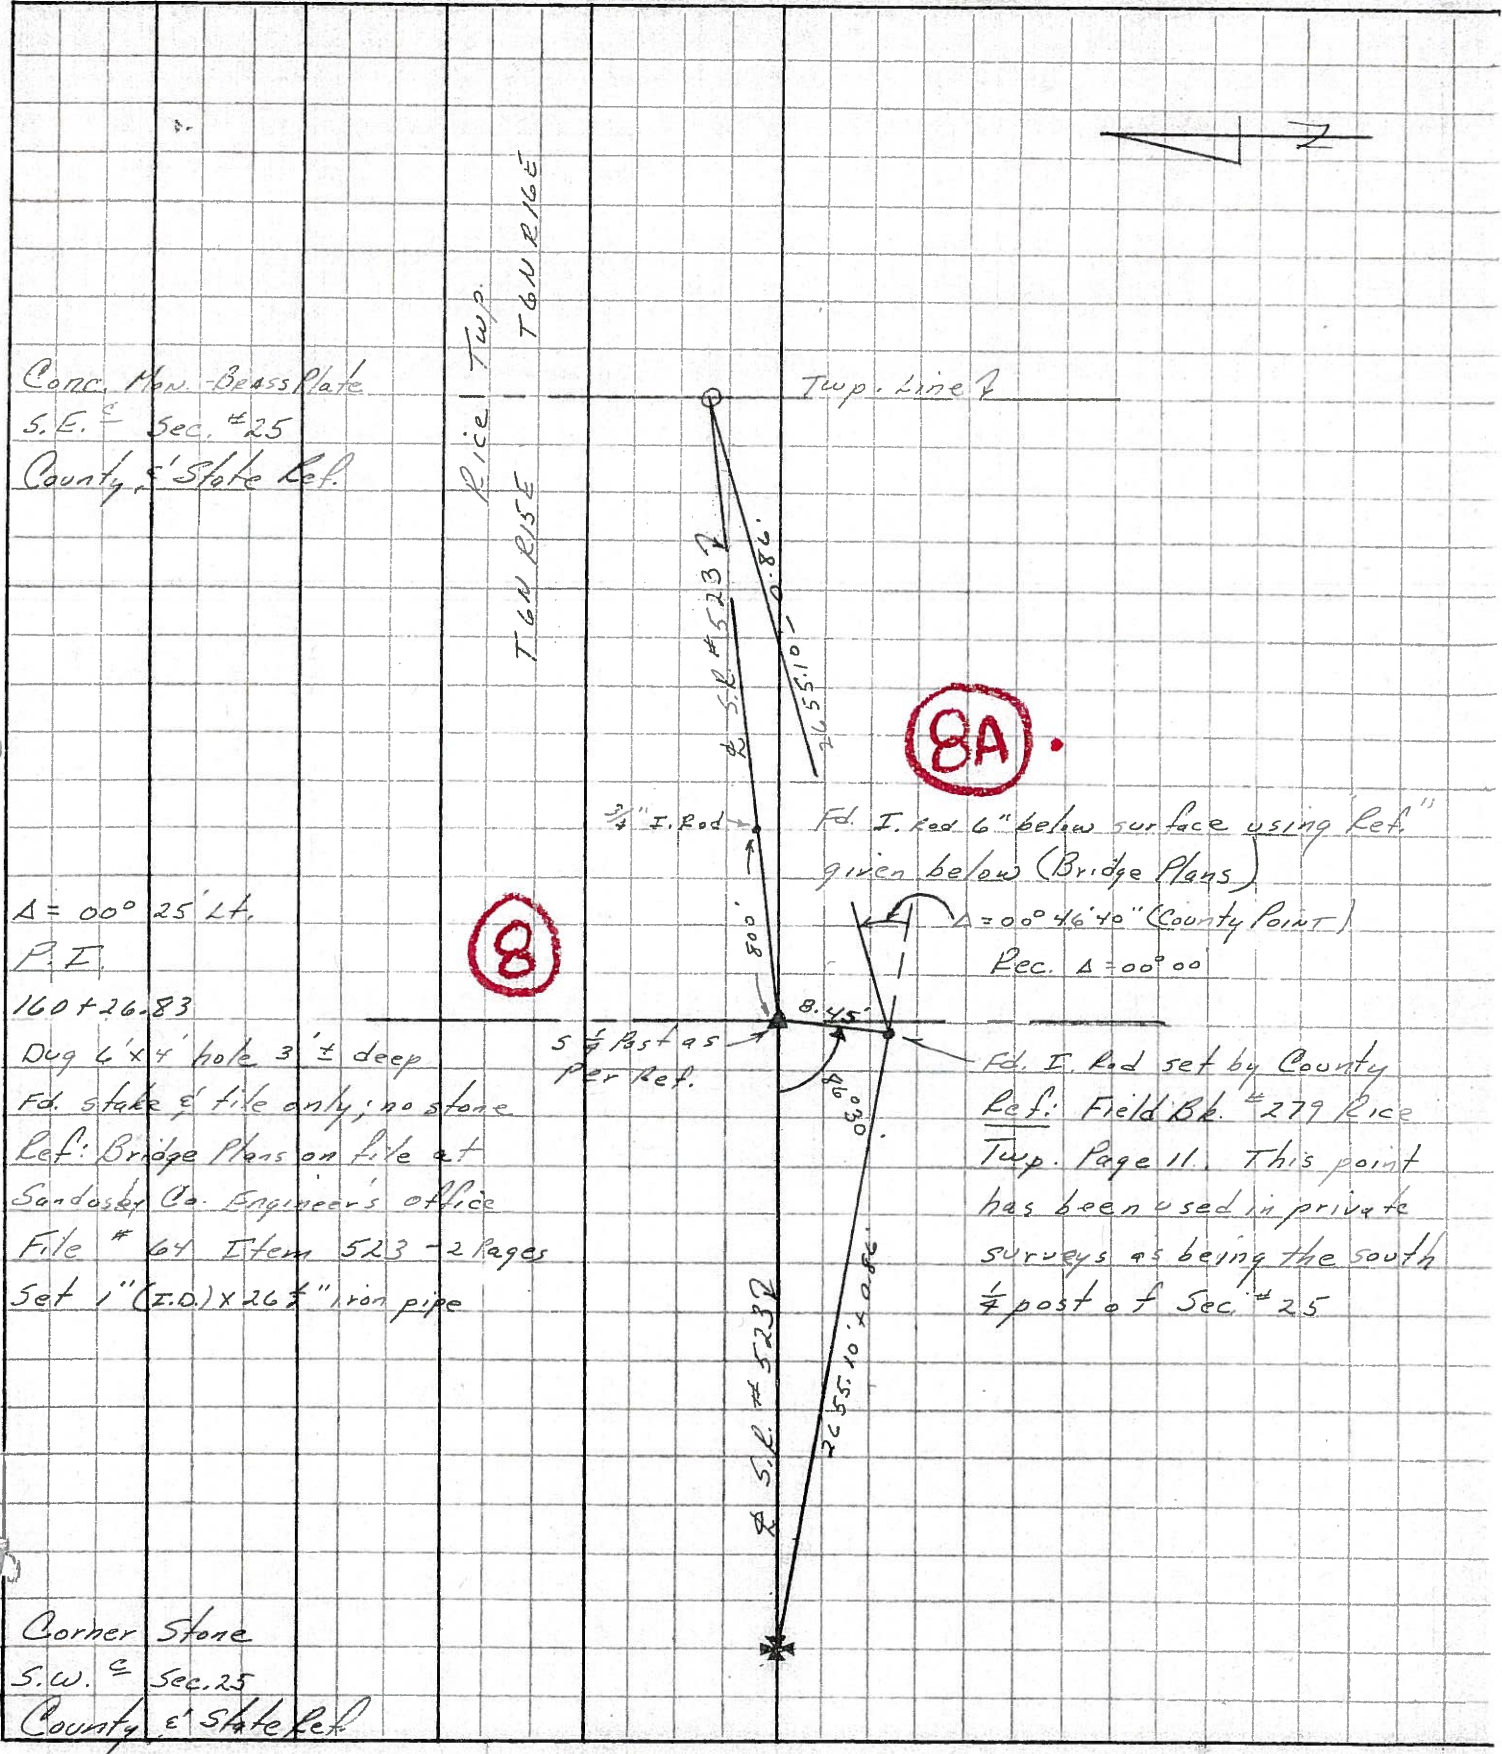 N
T6N R16E
Rice Twp.
T6N R15E
Conc. Mon. - Brass Plate
S.E. c Sec. #25
County & State Ref.
Twp. Line
℄ S.R. #523
2655.10' - 0.86'
8A
3/4" I. Rod
800'
Fd. I. Rod 6" below surface using "Ref."
given below (Bridge Plans)
Δ = 00° 46' 40" (County Point)
Rec. Δ = 00° 00
8
Δ = 00° 25' Lt.
P.I.
160+26.83
Dug 6' x 4' hole 3' ± deep
Fd. stake & tile only; no stone
Ref: Bridge Plans on file at
Sandusky Co. Engineer's office
File # 64 Item 523 - 2 Pages
Set 1" (I.D.) x 26 ½" iron pipe
S ¼ Post as
Per Ref.
8.45'
86°30
Fd. I. Rod set by County
Ref: Field Bk. #279 Rice
Twp. Page 11. This point
has been used in private
surveys as being the south
¼ post of Sec. #25
2655.10' + 0.86'
℄ S.R. #523
Corner Stone
S.W. c Sec. 25
County & State Ref.